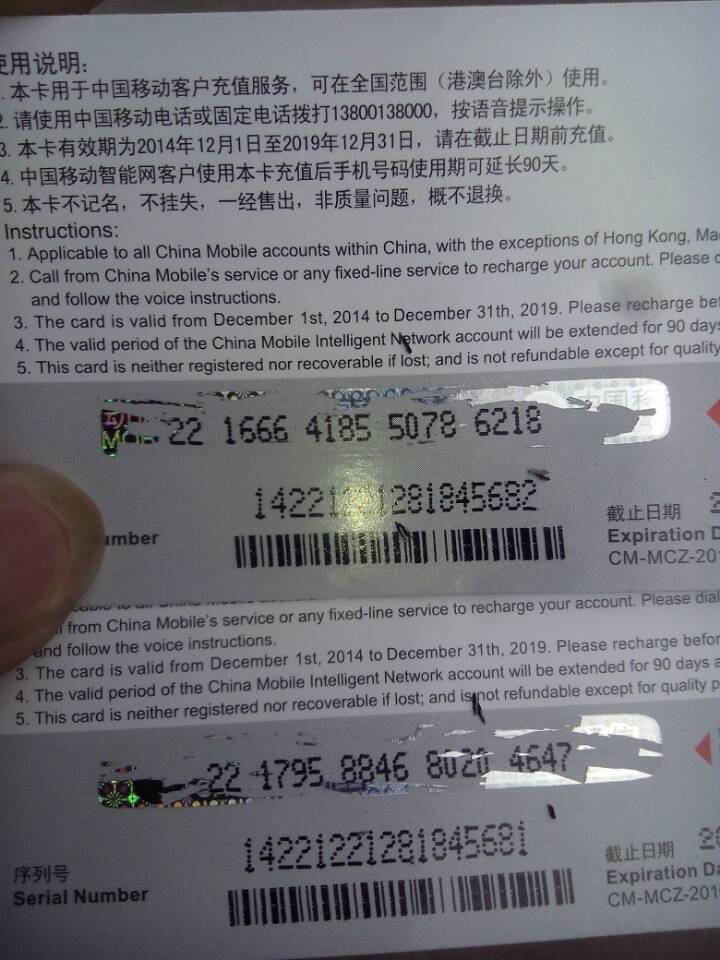 使用说明:
1. 本卡用于中国移动客户充值服务，可在全国范围（港澳台除外）使用。
2. 请使用中国移动电话或固定电话拨打13800138000，按语音提示操作。
3. 本卡有效期为2014年12月1日至2019年12月31日，请在截止日期前充值。
4. 中国移动智能网客户使用本卡充值后手机号码使用期可延长90天。
5. 本卡不记名，不挂失，一经售出，非质量问题，概不退换。
Instructions:
1. Applicable to all China Mobile accounts within China, with the exceptions of Hong Kong,
2. Call from China Mobile's service or any fixed-line service to recharge your account. Please
and follow the voice instructions.
3. The card is valid from December 1st, 2014 to December 31th, 2019. Please recharge
4. The valid period of the China Mobile Intelligent Network account will be extended for 90 days
5. This card is neither registered nor recoverable if lost; and is not refundable except for quality
中国移
22 1666 4185 5078 6218
14221221281845682
截止日期
Expiration
CM-MCZ-20
from China Mobile's service or any fixed-line service to recharge your account. Please dial
and follow the voice instructions.
3. The card is valid from December 1st, 2014 to December 31th, 2019. Please recharge
4. The valid period of the China Mobile Intelligent Network account will be extended for 90 days
5. This card is neither registered nor recoverable if lost; and is not refundable except for quality
22 1795 8846 8020 4647
14221221281845681
序列号
Serial Number
截止日期 20
Expiration
CM-MCZ-201